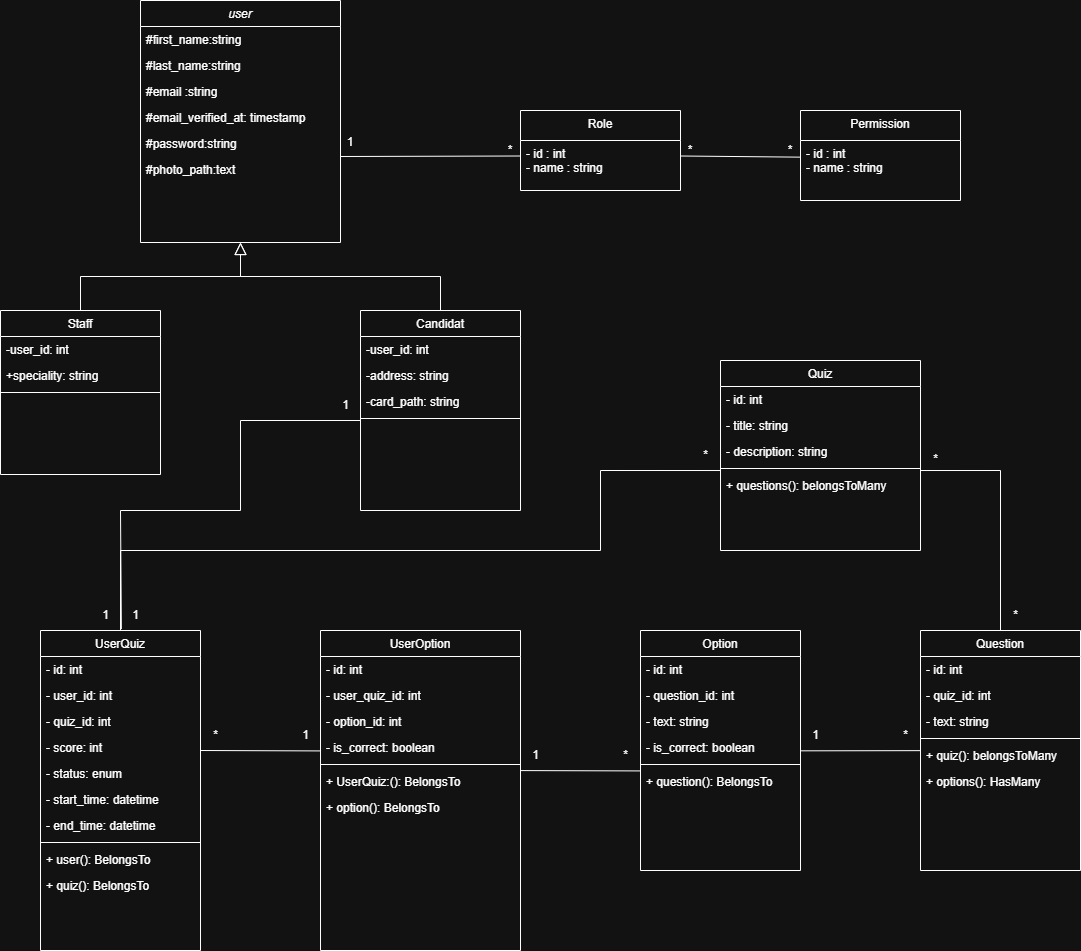 user
#first_name:string
#last_name:string
#email :string
#email_verified_at: timestamp
#password:string
#photo_path:text
1
*
Role
- id : int
- name : string
*
*
Permission
- id : int
- name : string
Staff
-user_id: int
+speciality: string
Candidat
-user_id: int
-address: string
-card_path: string
1
Quiz
- id: int
- title: string
- description: string
+ questions(): belongsToMany
*
*
1
1
*
UserQuiz
- id: int
- user_id: int
- quiz_id: int
- score: int
- status: enum
- start_time: datetime
- end_time: datetime
+ user(): BelongsTo
+ quiz(): BelongsTo
*
1
UserOption
- id: int
- user_quiz_id: int
- option_id: int
- is_correct: boolean
+ UserQuiz:(): BelongsTo
+ option(): BelongsTo
1
*
Option
- id: int
- question_id: int
- text: string
- is_correct: boolean
+ question(): BelongsTo
1
*
Question
- id: int
- quiz_id: int
- text: string
+ quiz(): belongsToMany
+ options(): HasMany